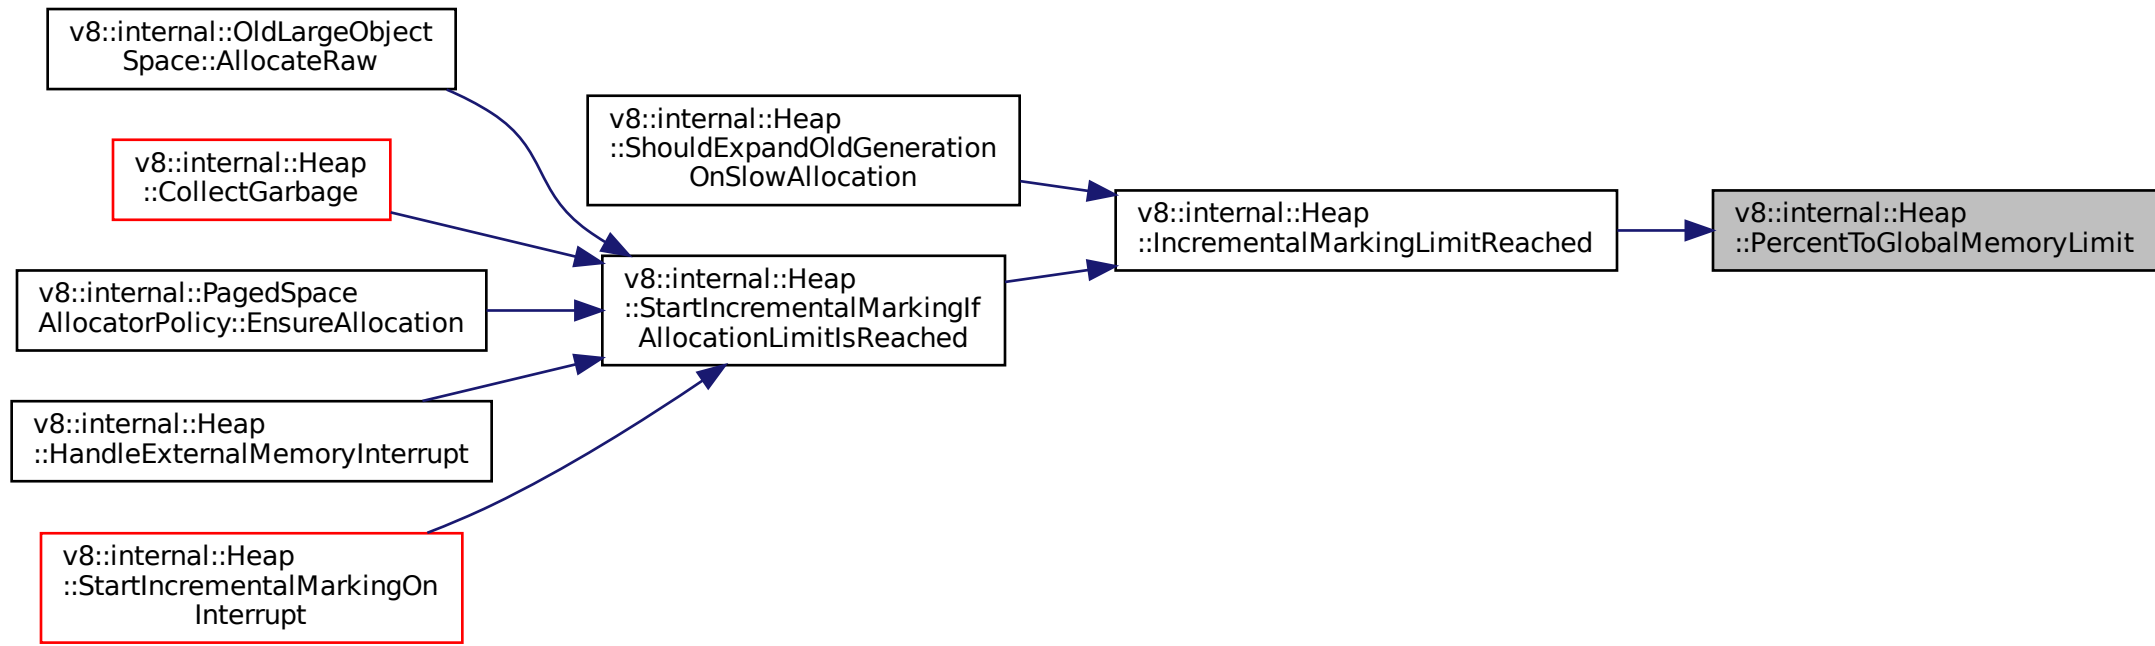 v8::internal::OldLargeObject
Space::AllocateRaw
v8::internal::Heap
::CollectGarbage
v8::internal::PagedSpace
AllocatorPolicy::EnsureAllocation
v8::internal::Heap
::HandleExternalMemoryInterrupt
v8::internal::Heap
::StartIncrementalMarkingOn
Interrupt
v8::internal::Heap
::ShouldExpandOldGeneration
OnSlowAllocation
v8::internal::Heap
::StartIncrementalMarkingIf
AllocationLimitIsReached
v8::internal::Heap
::IncrementalMarkingLimitReached
v8::internal::Heap
::PercentToGlobalMemoryLimit